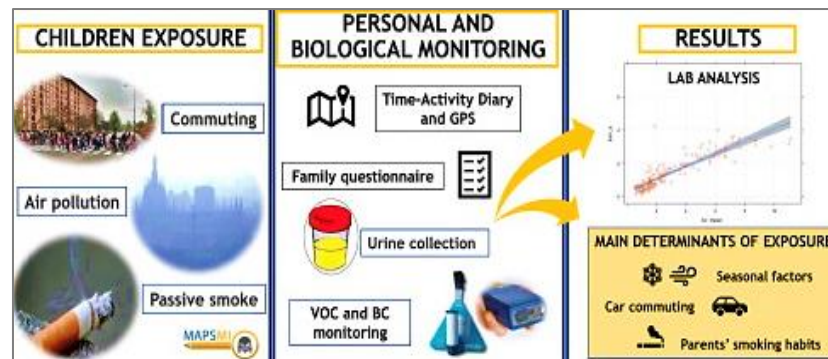 CHILDREN EXPOSURE
Commuting
Air pollution
Passive smoke
MAPSMI
PERSONAL AND
BIOLOGICAL MONITORING
Time-Activity Diary
and GPS
Family questionnaire
Urine collection
VOC and BC
monitoring
RESULTS
LAB ANALYSIS
MAIN DETERMINANTS OF EXPOSURE
Seasonal factors
Car commuting
Parents' smoking habits